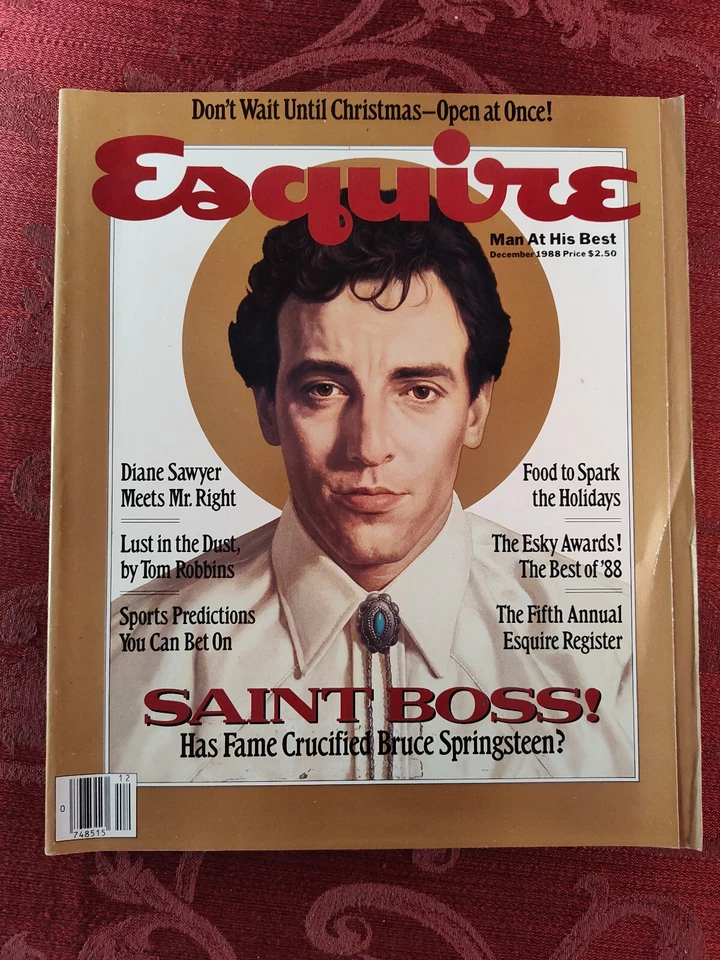 Don't Wait Until Christmas—Open at Once!
Esquire
Man At His Best
December 1988 Price $2.50
Diane Sawyer
Meets Mr. Right
Lust in the Dust,
by Tom Robbins
Sports Predictions
You Can Bet On
Food to Spark
the Holidays
The Esky Awards!
The Best of '88
The Fifth Annual
Esquire Register
SAINT BOSS!
Has Fame Crucified Bruce Springsteen?
12
0
748515